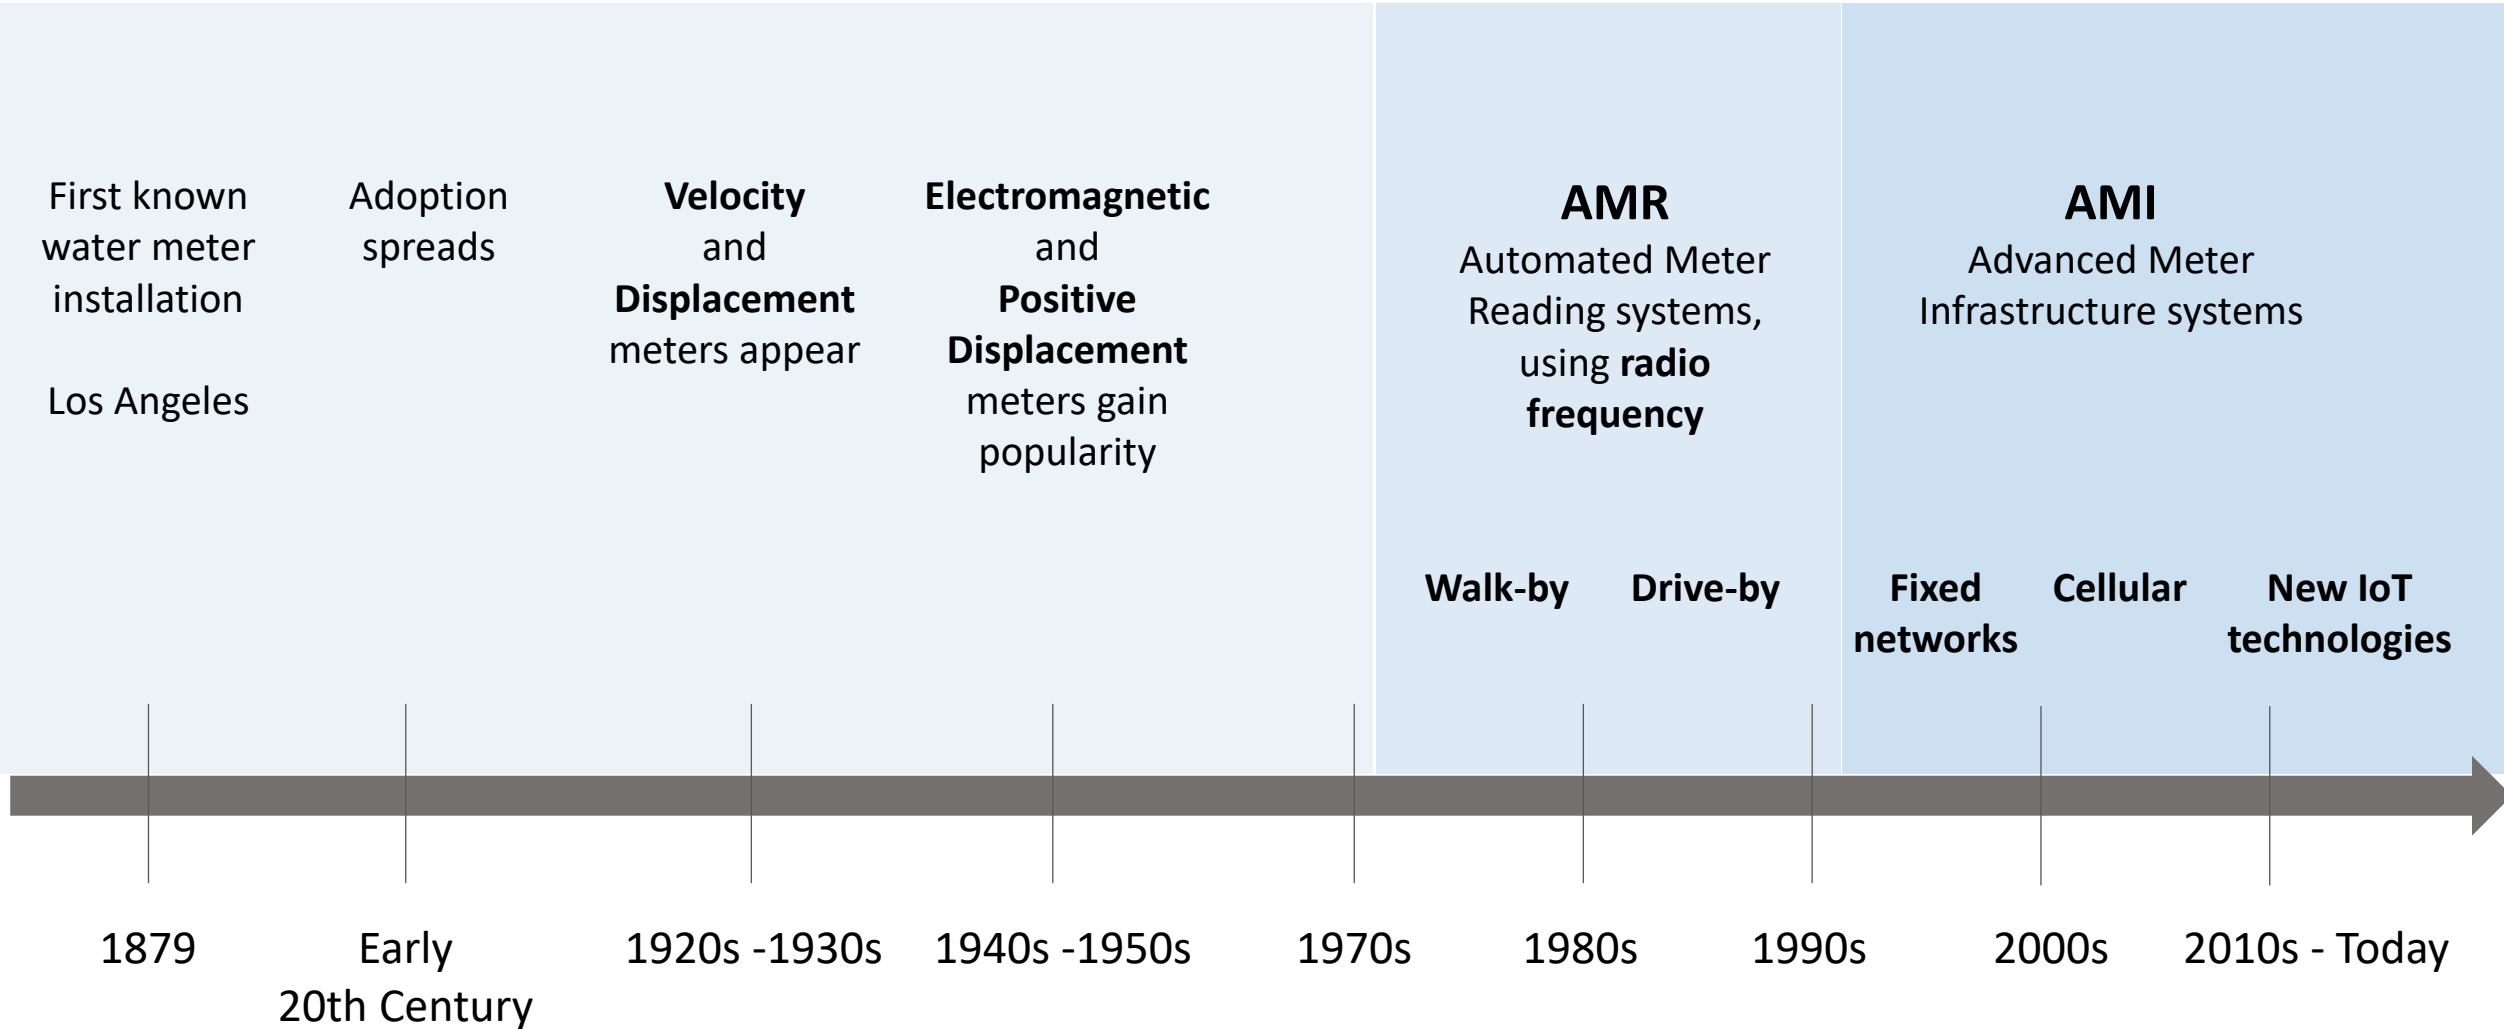 First known
water meter
installation
Los Angeles
Adoption
spreads
Velocity
and
Displacement
meters appear
Electromagnetic
and
Positive
Displacement
meters gain
popularity
AMR
Automated Meter
Reading systems,
using radio
frequency
Walk-by
Drive-by
AMI
Advanced Meter
Infrastructure systems
Fixed
networks
Cellular
New IoT
technologies
1879
Early
20th Century
1920s -1930s
1940s -1950s
1970s
1980s
1990s
2000s
2010s - Today